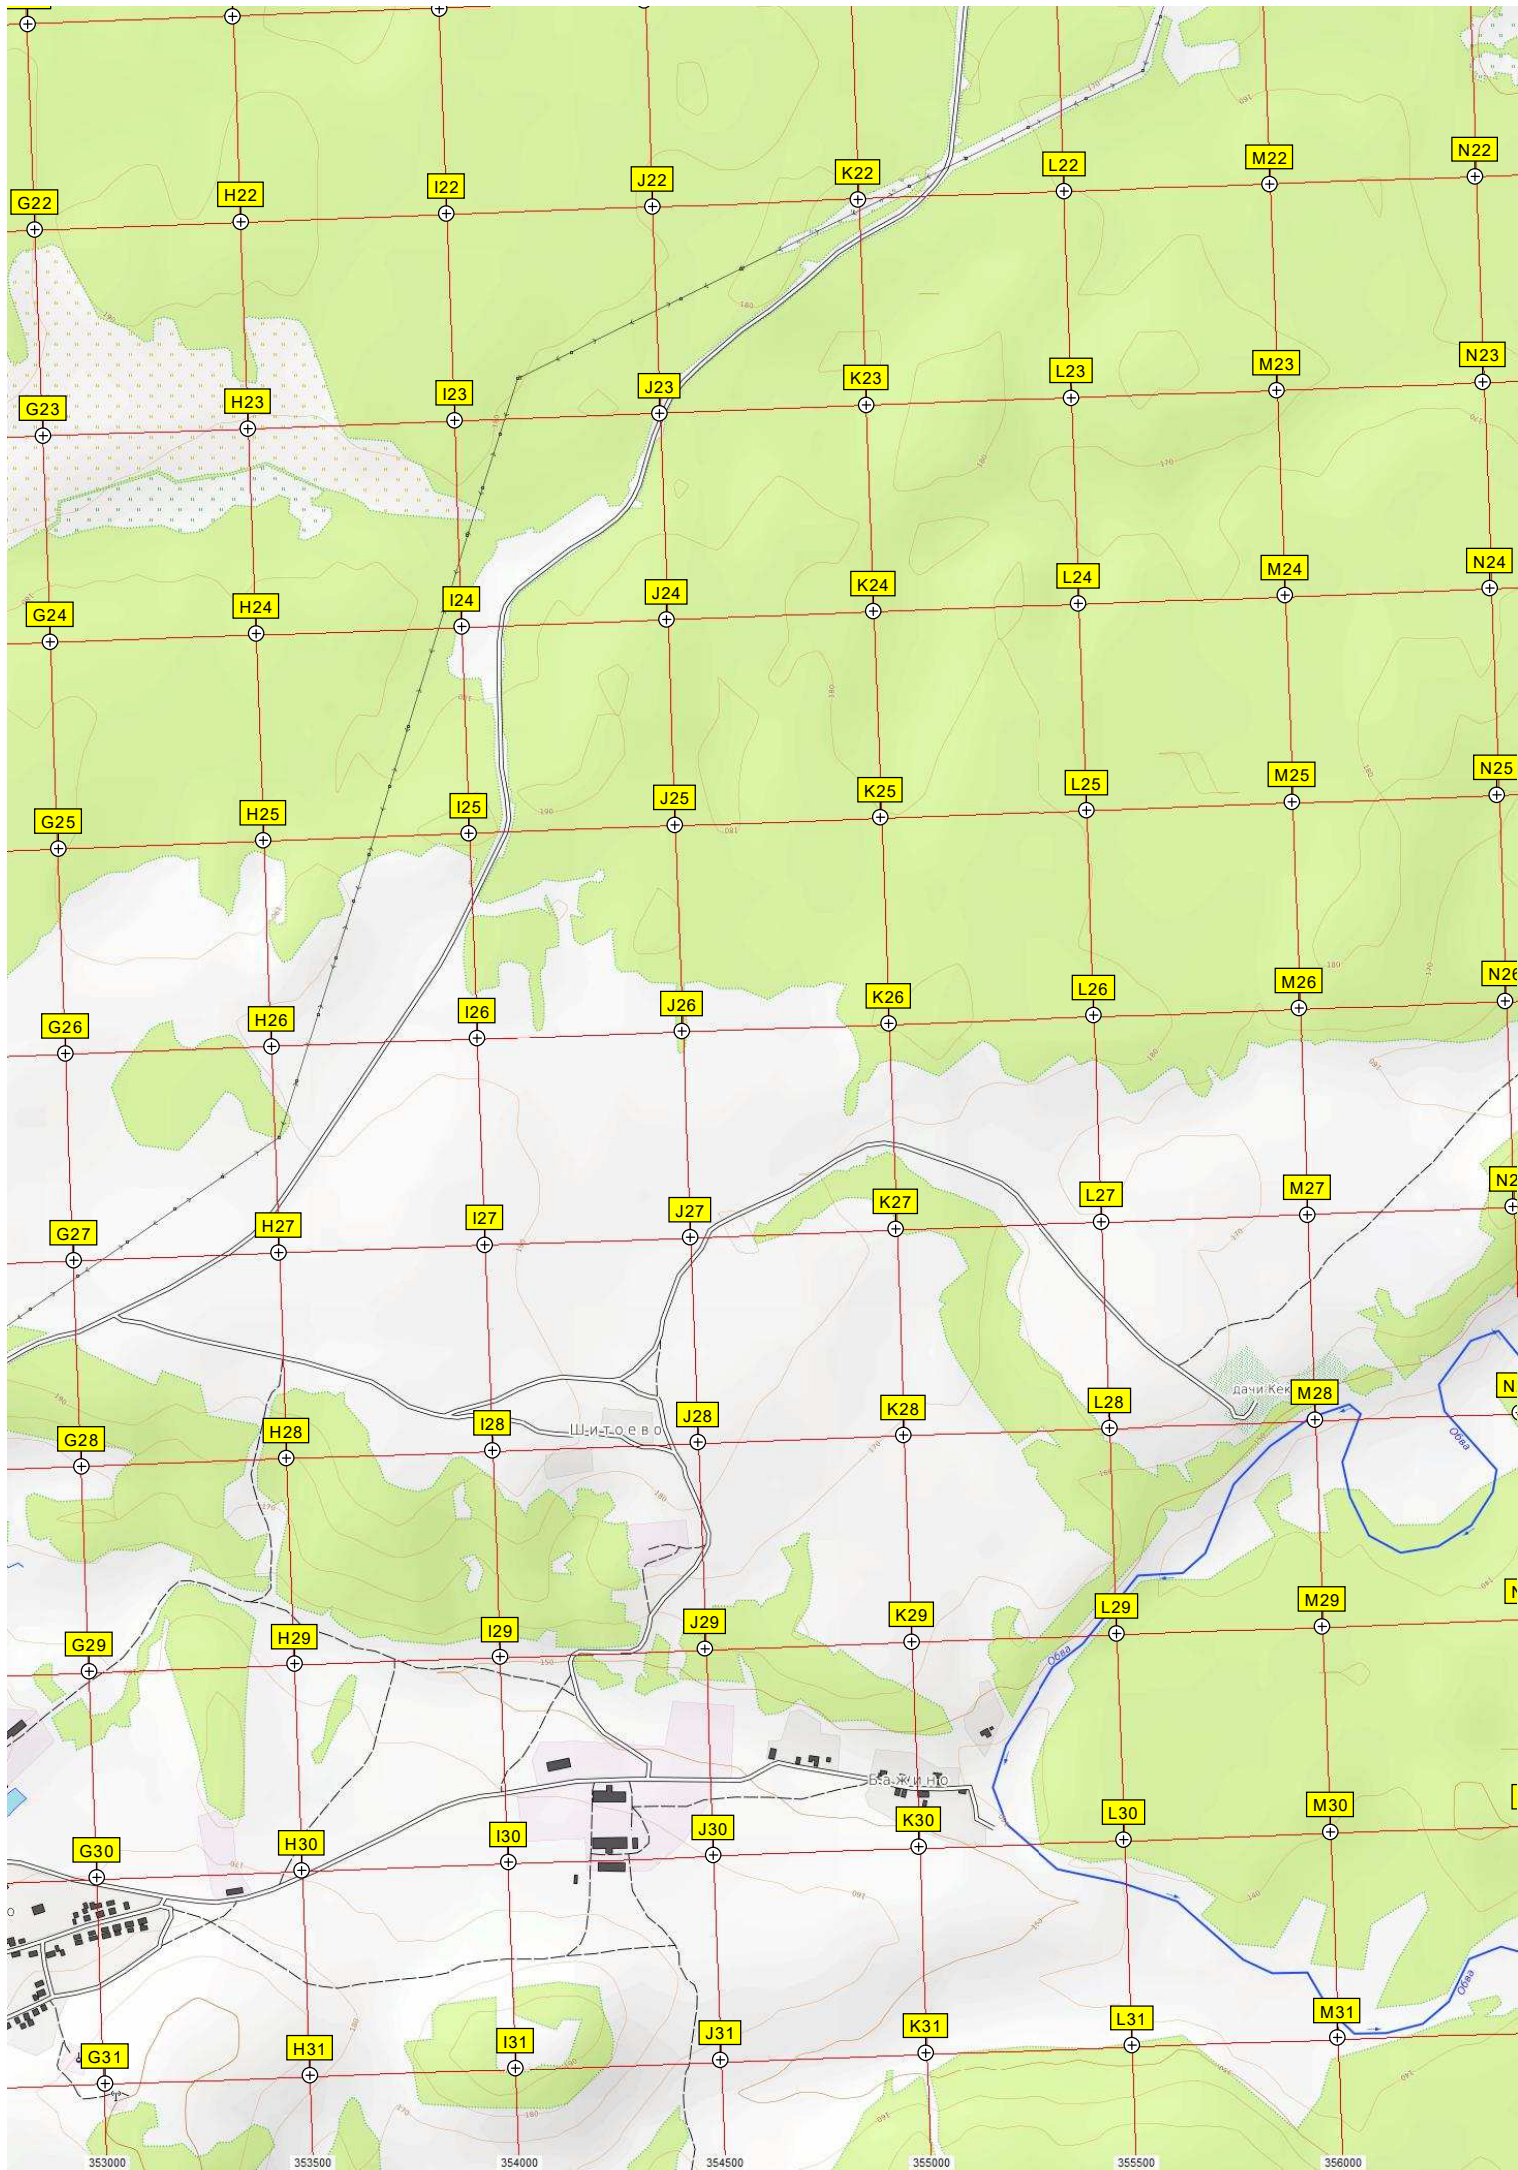 G22 H22 I22 J22 K22 L22 M22 N22
G23 H23 I23 J23 K23 L23 M23 N23
G24 H24 I24 J24 K24 L24 M24 N24
G25 H25 I25 J25 K25 L25 M25 N25
G26 H26 I26 J26 K26 L26 M26 N26
G27 H27 I27 J27 K27 L27 M27
дачи Кек
G28 H28 I28 J28 K28 L28 M28
Шитоево
Обва
G29 H29 I29 J29 K29 L29 M29
Обва
Бажино
G30 H30 I30 J30 K30 L30 M30
Обва
G31 H31 I31 J31 K31 L31 M31
353000 353500 354000 354500 355000 355500 356000